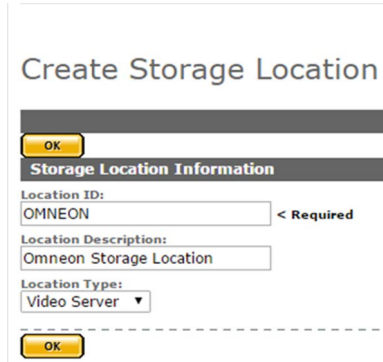 Create Storage Location
OK
Storage Location Information
Location ID:
OMNEON < Required
Location Description:
Omneon Storage Location
Location Type:
Video Server ▼
OK